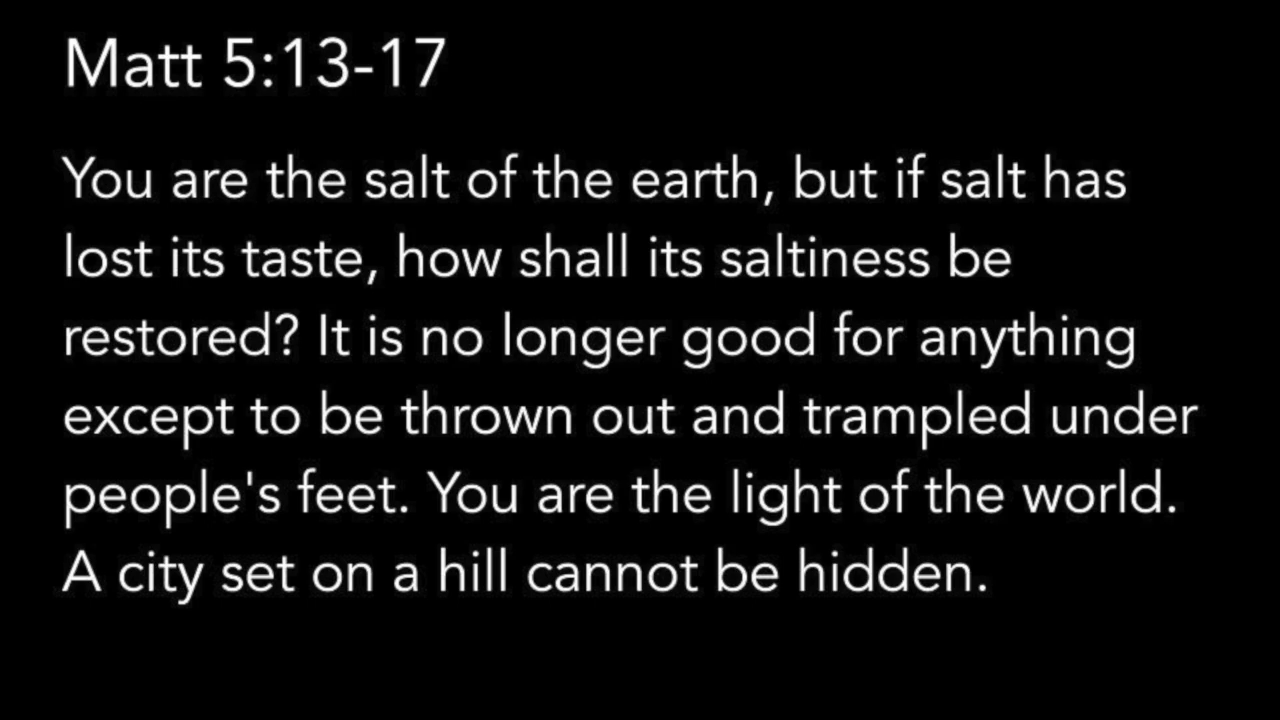 Matt 5:13-17
You are the salt of the earth, but if salt has
lost its taste, how shall its saltiness be
restored? It is no longer good for anything
except to be thrown out and trampled under
people's feet. You are the light of the world.
A city set on a hill cannot be hidden.